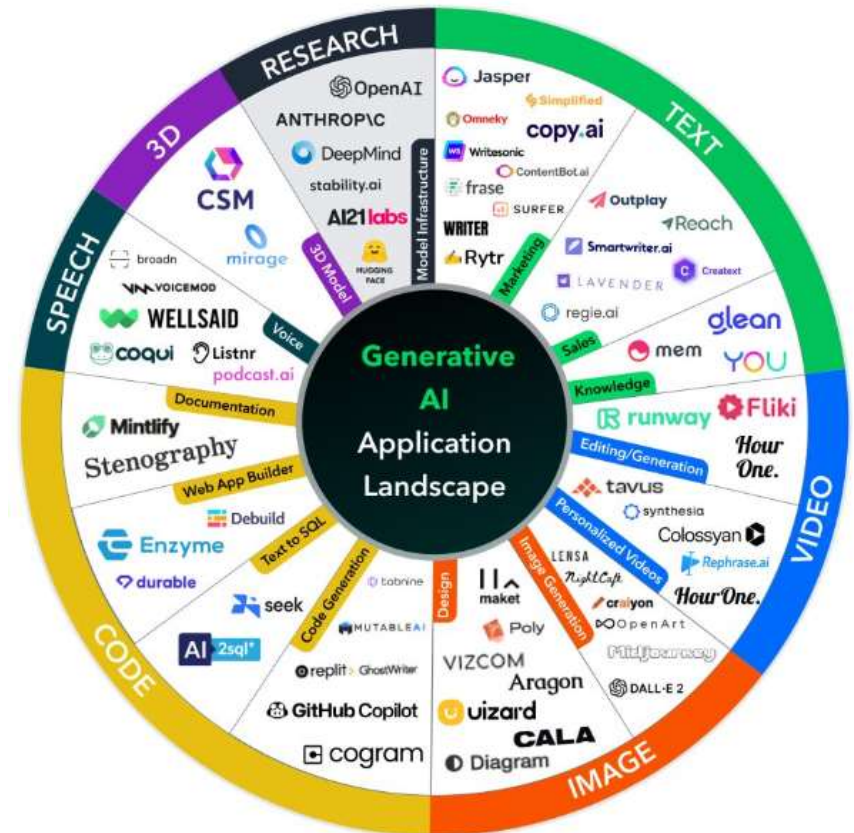 Generative
AI
Application
Landscape
RESEARCH
Model Infrastructure
OpenAI
ANTHROP\C
DeepMind
stability.ai
AI21labs
HUGGING
FACE
TEXT
Marketing
Jasper
Simplified
Omneky
copy.ai
WS
Writesonic
ContentBot.ai
frase
SURFER
WRITER
Rytr
Sales
Outplay
Reach
Smartwriter.ai
C
Creatext
LAVENDER
regie.ai
Knowledge
glean
mem
YOU
VIDEO
Editing/Generation
runway
Fliki
Hour
One.
Personalized Videos
tavus
synthesia
Colossyan
Rephrase.ai
HourOne.
IMAGE
Image Generation
LENSA
NightCafe
craiyon
OpenArt
Midjourney
DALL·E 2
Design
maket
Poly
VIZCOM
Aragon
uizard
CALA
Diagram
CODE
Code Generation
tabnine
MUTABLEAI
replit GhostWriter
GitHub Copilot
cogram
Text to SQL
seek
AI 2sql
Web App Builder
Debuild
Enzyme
durable
Documentation
Mintlify
Stenography
SPEECH
Voice
broadn
VOICEMOD
WELLSAID
coqui
Listnr
podcast.ai
3D
3D Model
CSM
mirage